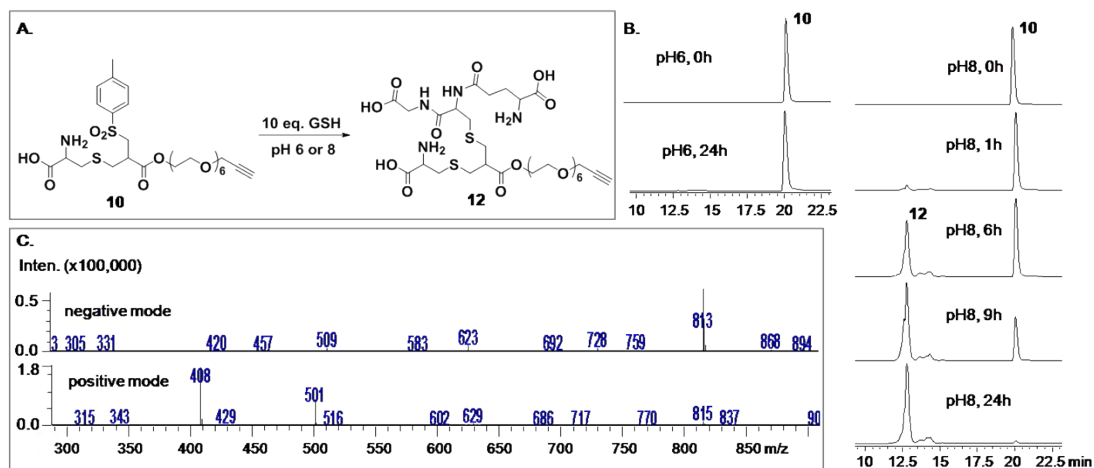 A.
O
HO
N
H
O
HN
O
O
OH
NH2
S
SO2
NH2
HO
O
S
O
O
O
6
10
10 eq. GSH
pH 6 or 8
NH2
HO
O
S
O
O
O
6
12
B.
10
pH6, 0h
pH6, 24h
10 12.5 15 17.5 20 22.5
10
pH8, 0h
pH8, 1h
12
pH8, 6h
pH8, 9h
pH8, 24h
10 12.5 15 17.5 20 22.5 min
C.
Inten. (x100,000)
0.5
negative mode
813
0.0
3 305 331 420 457 509 583 623 692 728 759 868 894
1.8
positive mode
408
501
0.0
315 343 429 516 602 629 686 717 770 815 837 90
300 350 400 450 500 550 600 650 700 750 800 850 m/z